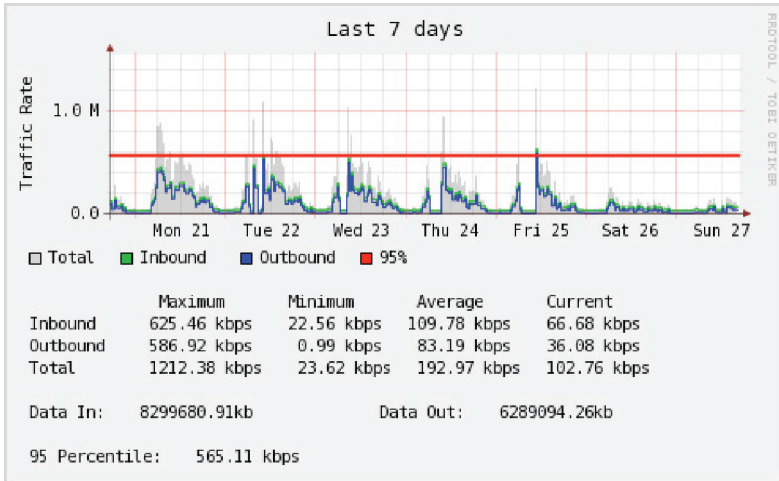 Last 7 days
RRDTOOL / TOBI OETIKER
Traffic Rate
1.0 M
0.0
Mon 21 Tue 22 Wed 23 Thu 24 Fri 25 Sat 26 Sun 27
Total Inbound Outbound 95%
Maximum Minimum Average Current
Inbound 625.46 kbps 22.56 kbps 109.78 kbps 66.68 kbps
Outbound 586.92 kbps 0.99 kbps 83.19 kbps 36.08 kbps
Total 1212.38 kbps 23.62 kbps 192.97 kbps 102.76 kbps
Data In: 8299680.91kb Data Out: 6289094.26kb
95 Percentile: 565.11 kbps